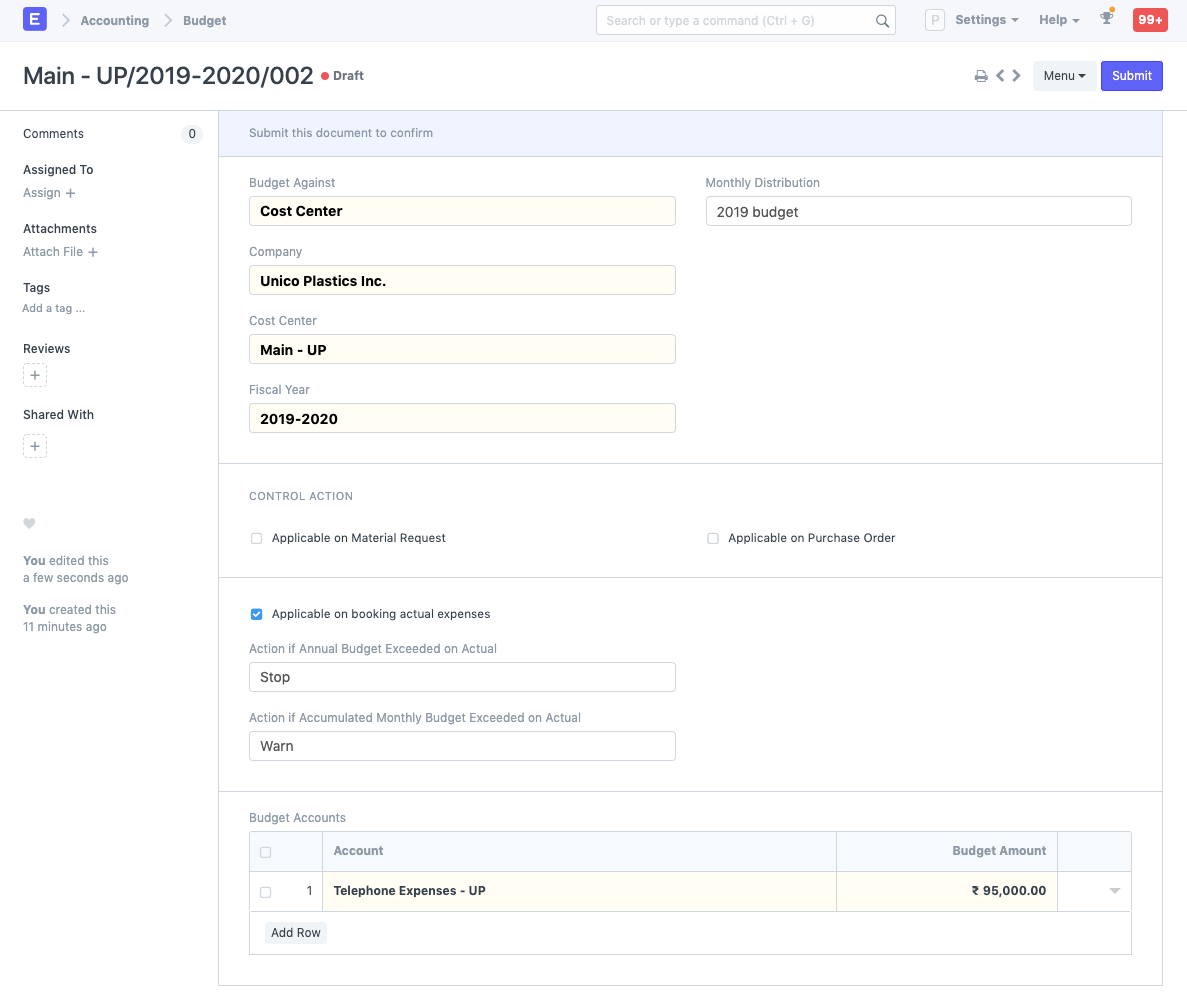 E Accounting Budget Search or type a command (Ctrl + G) P Settings Help 99+
Main - UP/2019-2020/002 Draft Menu Submit
Comments 0
Assigned To
Assign +
Attachments
Attach File +
Tags
Add a tag ...
Reviews
+
Shared With
+
You edited this
a few seconds ago
You created this
11 minutes ago
Submit this document to confirm
Budget Against
Cost Center
Monthly Distribution
2019 budget
Company
Unico Plastics Inc.
Cost Center
Main - UP
Fiscal Year
2019-2020
CONTROL ACTION
Applicable on Material Request
Applicable on Purchase Order
Applicable on booking actual expenses
Action if Annual Budget Exceeded on Actual
Stop
Action if Accumulated Monthly Budget Exceeded on Actual
Warn
Budget Accounts
Account Budget Amount
1 Telephone Expenses - UP ₹ 95,000.00
Add Row